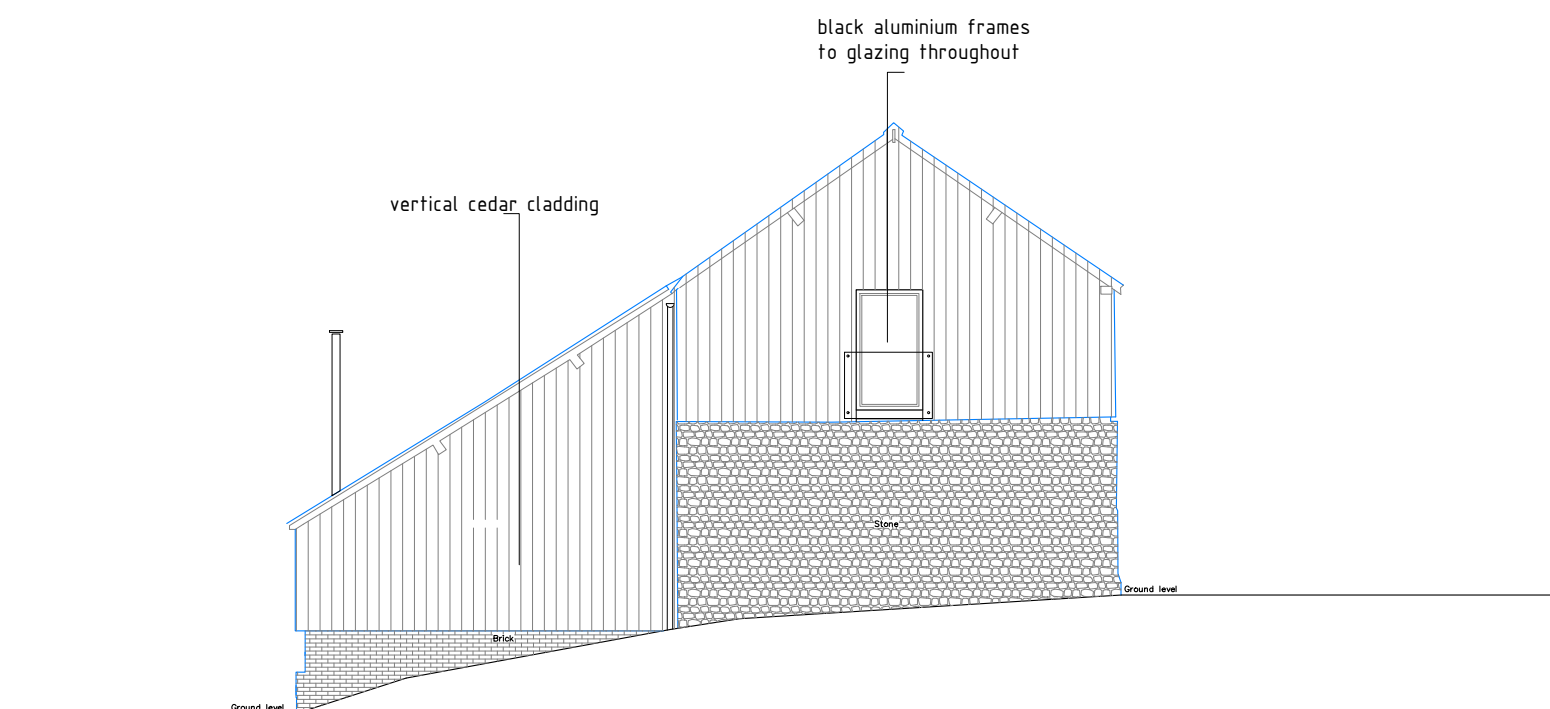 black aluminium frames
to glazing throughout
vertical cedar cladding
Stone
Ground level
Brick
Ground level